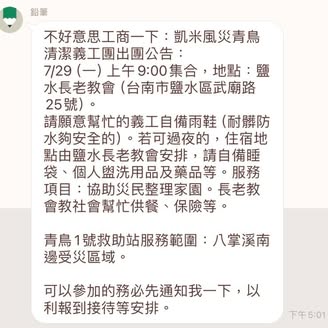 鉛筆
不好意思工商一下：凱米風災青鳥
清潔義工團出團公告：
7/29 (一) 上午9:00集合，地點：鹽
水長老教會 (台南市鹽水區武廟路
25號)。
請願意幫忙的義工自備雨鞋 (耐髒防
水夠安全的)。若可過夜的，住宿地
點由鹽水長老教會安排，請自備睡
袋、個人盥洗用品及藥品等。服務
項目：協助災民整理家園。長老教
會教社會幫忙供餐、保險等。
青鳥1號救助站服務範圍：八掌溪南
邊受災區域。
可以參加的務必先通知我一下，以
利報到接待等安排。
下午5:01